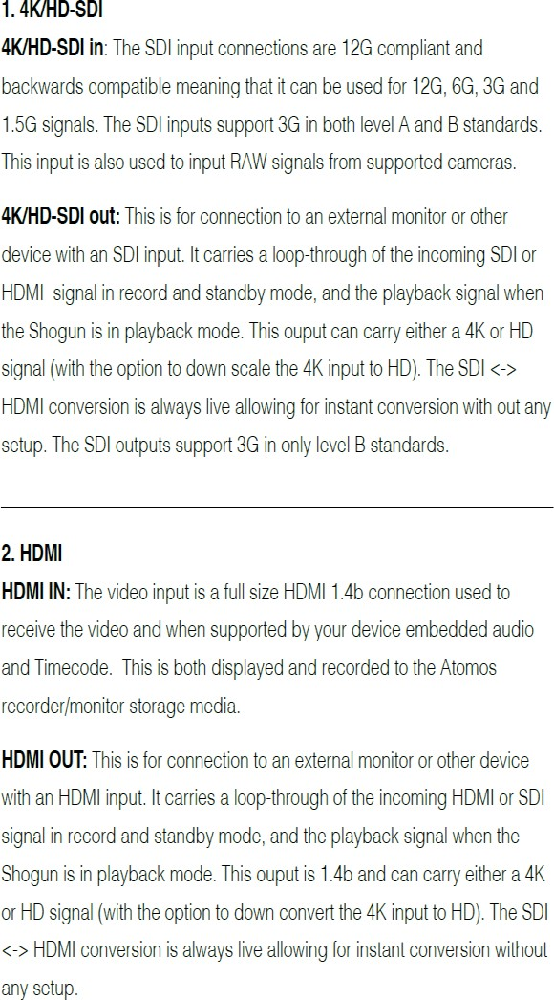 1. 4K/HD-SDI
4K/HD-SDI in: The SDI input connections are 12G compliant and
backwards compatible meaning that it can be used for 12G, 6G, 3G and
1.5G signals. The SDI inputs support 3G in both level A and B standards.
This input is also used to input RAW signals from supported cameras.
4K/HD-SDI out: This is for connection to an external monitor or other
device with an SDI input. It carries a loop-through of the incoming SDI or
HDMI  signal in record and standby mode, and the playback signal when
the Shogun is in playback mode. This ouput can carry either a 4K or HD
signal (with the option to down scale the 4K input to HD). The SDI <->
HDMI conversion is always live allowing for instant conversion with out any
setup. The SDI outputs support 3G in only level B standards.
2. HDMI
HDMI IN: The video input is a full size HDMI 1.4b connection used to
receive the video and when supported by your device embedded audio
and Timecode.  This is both displayed and recorded to the Atomos
recorder/monitor storage media.
HDMI OUT: This is for connection to an external monitor or other device
with an HDMI input. It carries a loop-through of the incoming HDMI or SDI
signal in record and standby mode, and the playback signal when the
Shogun is in playback mode. This ouput is 1.4b and can carry either a 4K
or HD signal (with the option to down convert the 4K input to HD). The SDI
<-> HDMI conversion is always live allowing for instant conversion without
any setup.